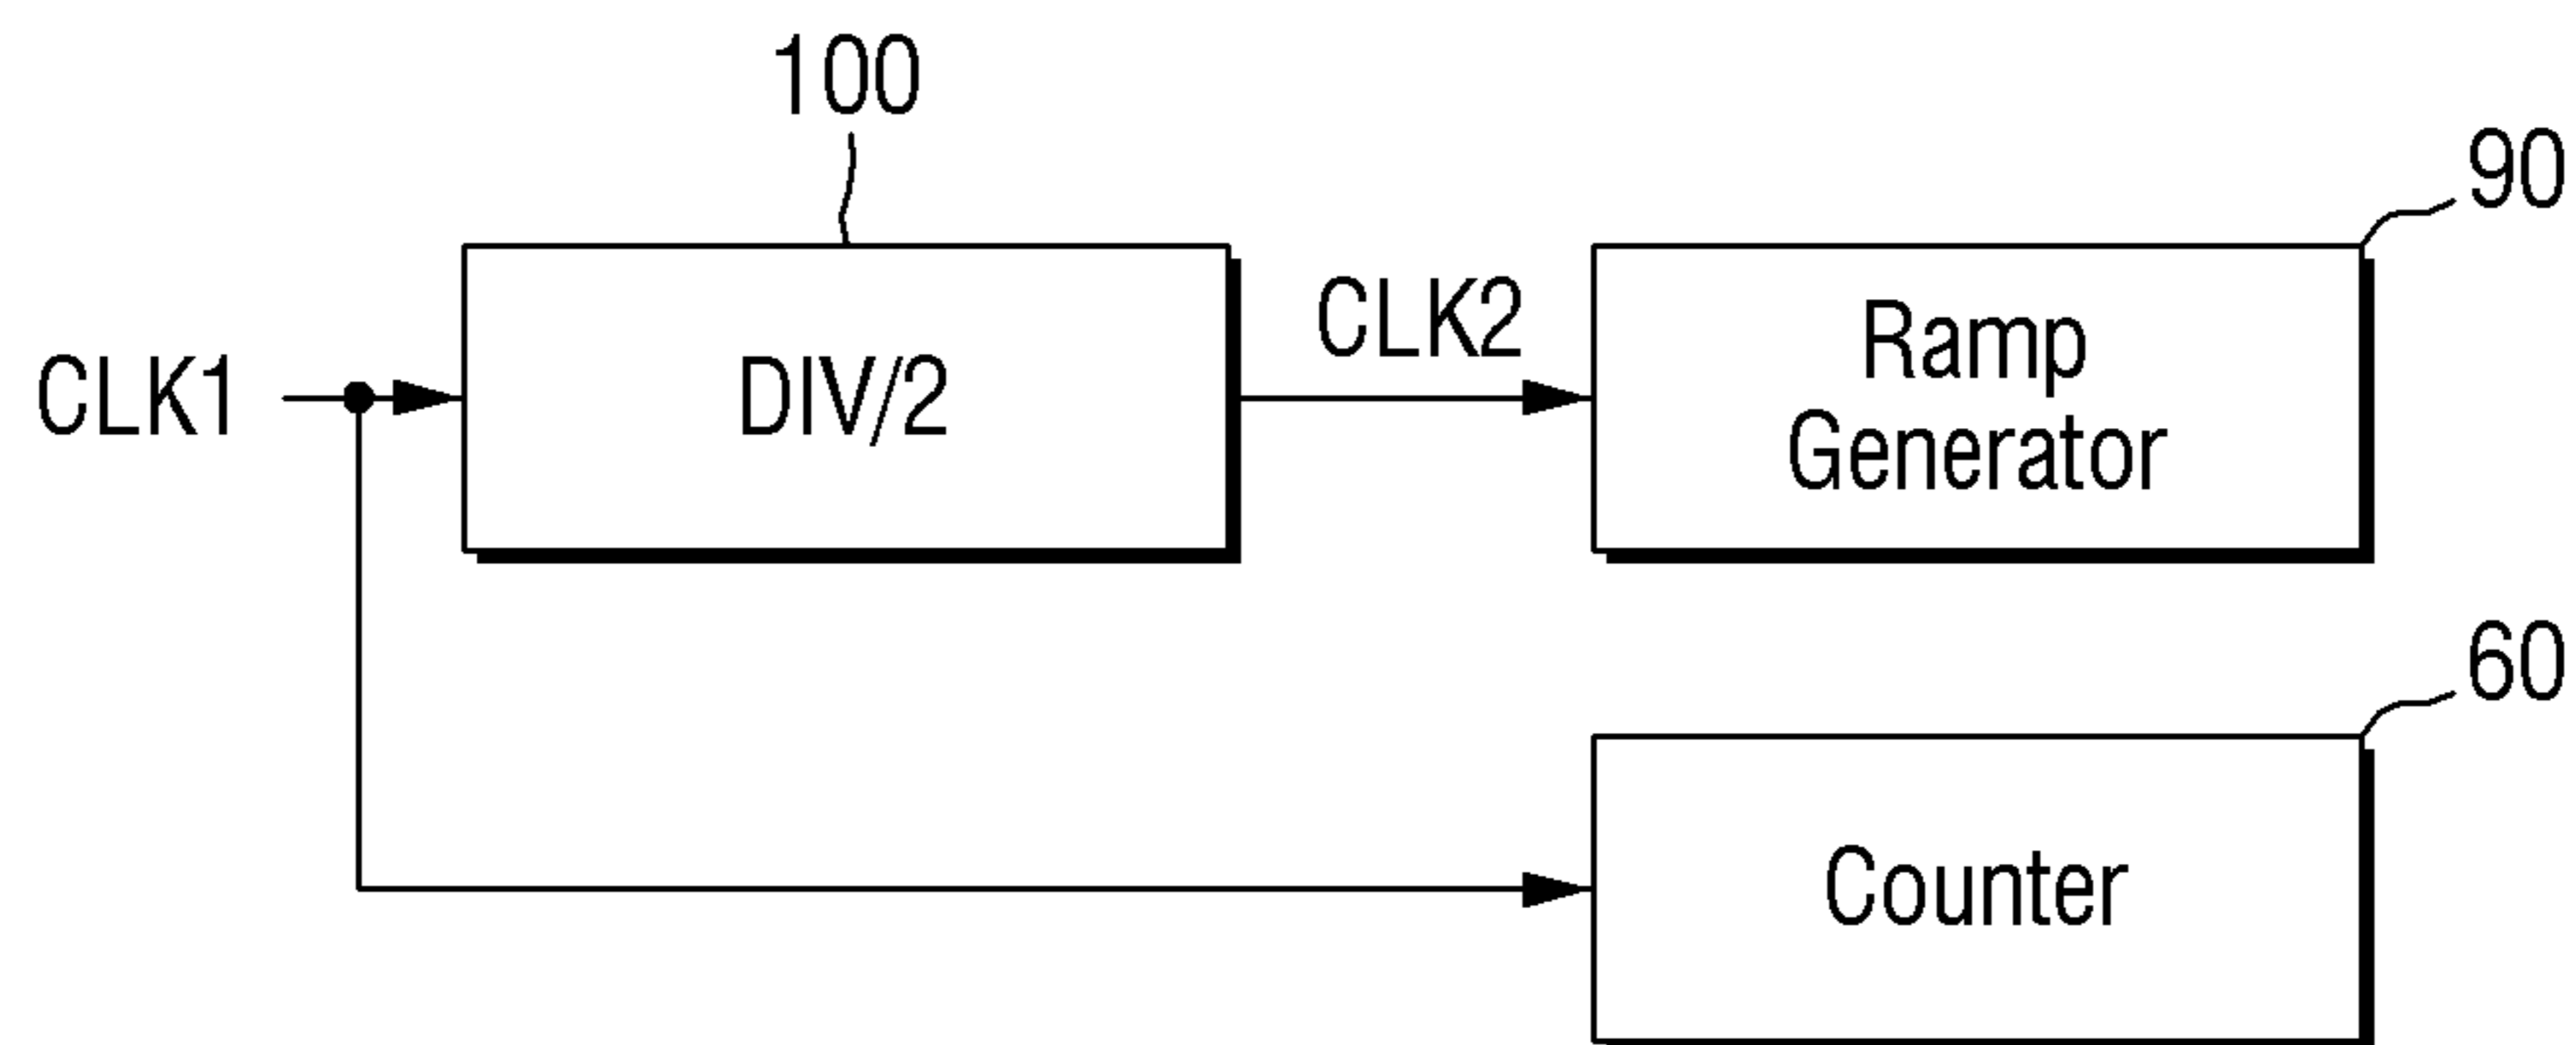 100
90
CLK1
DIV/2
CLK2
Ramp
Generator
60
Counter